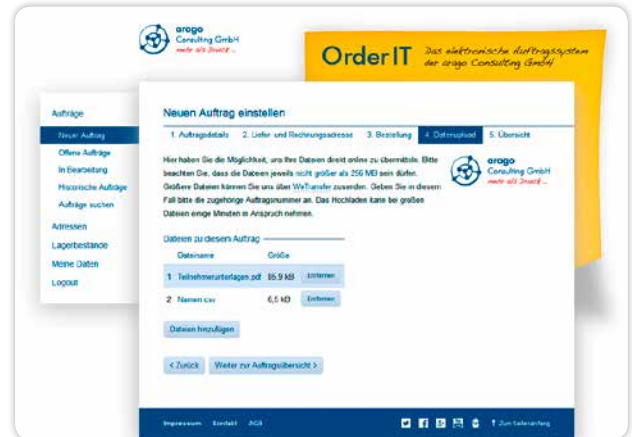 arago
Consulting GmbH
mehr als Druck ...
Order IT
Das elektronische Auftragssystem
der arago Consulting GmbH
Aufträge
Neuer Auftrag
Offene Aufträge
In Bearbeitung
Historische Aufträge
Aufträge suchen
Adressen
Lagerbestände
Meine Daten
Logout
Neuen Auftrag einstellen
1. Auftragsdetails
2. Liefer und Rechnungsadresse
3. Bestellung
4. Datenupload
5. Übersicht
Hier haben Sie die Möglichkeit, uns Ihre Dateien direkt online zu übermitteln. Bitte
beachten Sie, dass die Dateien jeweils nicht größer als 256 MB sein dürfen.
Größere Dateien können Sie uns über WeTransfer zusenden. Geben Sie in diesem
Fall bitte die zugehörige Auftragsnummer an. Das Hochladen kann bei großen
Dateien einige Minuten in Anspruch nehmen.
arago
Consulting GmbH
mehr als Druck ...
Dateien zu diesem Auftrag
Dateiname Größe
1 Teilnehmerunterlagen.pdf 85,9 kB Entfernen
2 Namen.csv 6,5 kB Entfernen
Dateien hinzufügen
< Zurück
Weiter zur Auftragsübersicht >
Impressum Kontakt AGB
Zum Seitenanfang